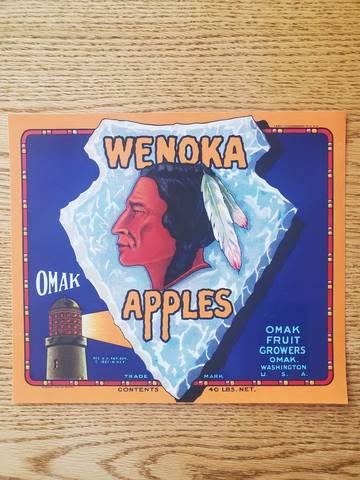 WENOKA
APPLES
OMAK
OMAK
FRUIT
GROWERS
OMAK,
WASHINGTON
U. S. A.
TRADE MARK
CONTENTS 40 LBS. NET.